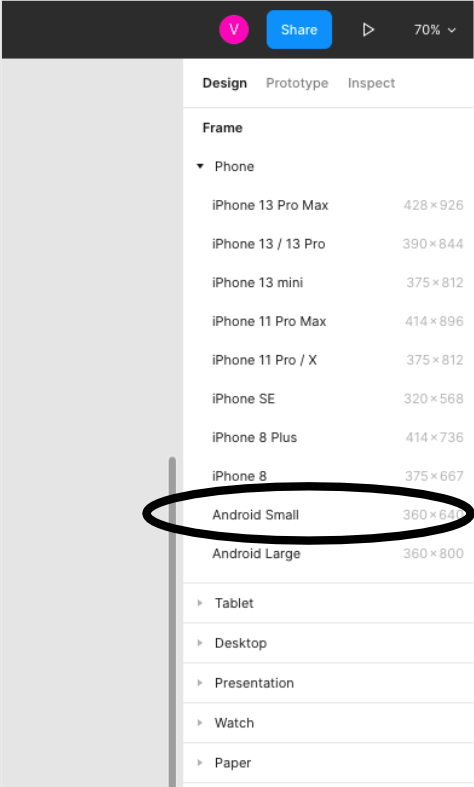 V Share 70%
Design Prototype Inspect
Frame
Phone
iPhone 13 Pro Max 428×926
iPhone 13 / 13 Pro 390×844
iPhone 13 mini 375×812
iPhone 11 Pro Max 414×896
iPhone 11 Pro / X 375×812
iPhone SE 320×568
iPhone 8 Plus 414×736
iPhone 8 375×667
Android Small 360×640
Android Large 360×800
Tablet
Desktop
Presentation
Watch
Paper